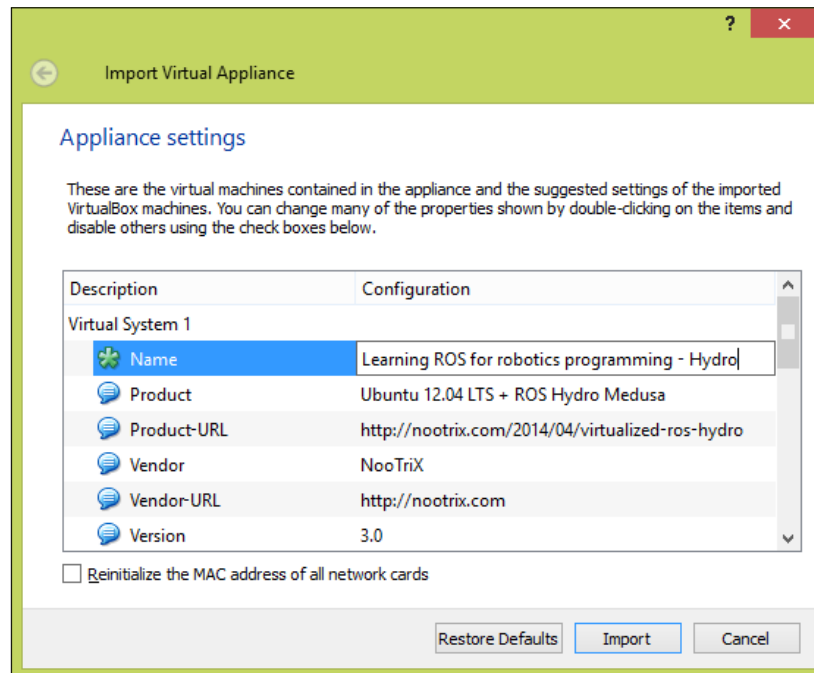 ?
Import Virtual Appliance
Appliance settings
These are the virtual machines contained in the appliance and the suggested settings of the imported
VirtualBox machines. You can change many of the properties shown by double-clicking on the items and
disable others using the check boxes below.
Description Configuration
Virtual System 1
Name Learning ROS for robotics programming - Hydro
Product Ubuntu 12.04 LTS + ROS Hydro Medusa
Product-URL http://nootrix.com/2014/04/virtualized-ros-hydro
Vendor NooTriX
Vendor-URL http://nootrix.com
Version 3.0
Reinitialize the MAC address of all network cards
Restore Defaults Import Cancel